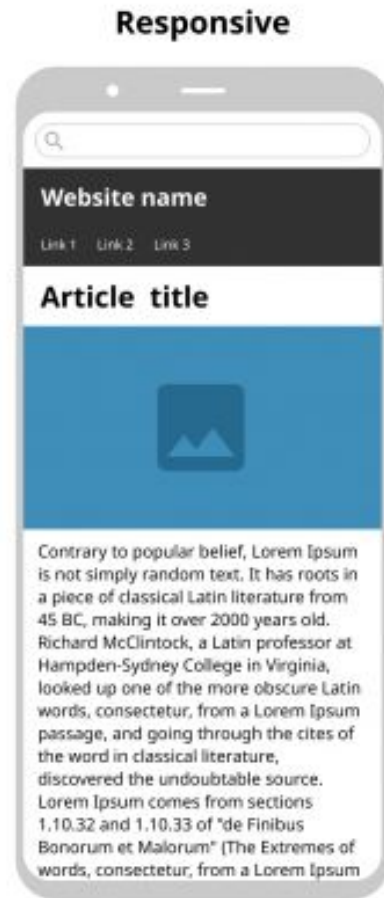 Responsive
Website name
Link 1 Link 2 Link 3
Article title
Contrary to popular belief, Lorem Ipsum
is not simply random text. It has roots in
a piece of classical Latin literature from
45 BC, making it over 2000 years old.
Richard McClintock, a Latin professor at
Hampden-Sydney College in Virginia,
looked up one of the more obscure Latin
words, consectetur, from a Lorem Ipsum
passage, and going through the cites of
the word in classical literature,
discovered the undoubtable source.
Lorem Ipsum comes from sections
1.10.32 and 1.10.33 of "de Finibus
Bonorum et Malorum" (The Extremes of
words, consectetur, from a Lorem Ipsum